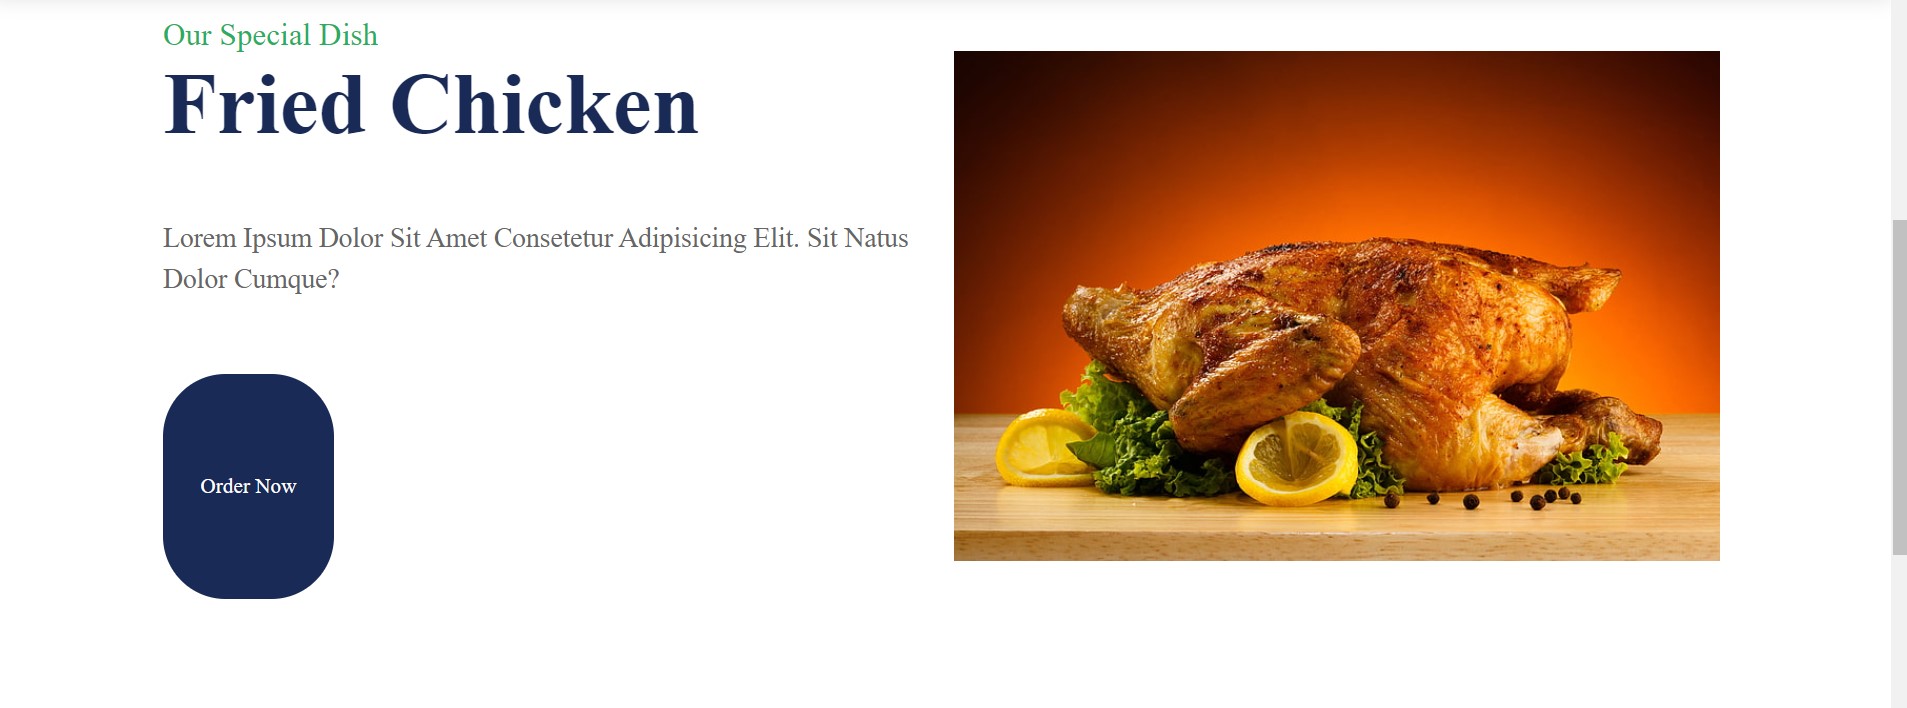 Our Special Dish
Fried Chicken
Lorem Ipsum Dolor Sit Amet Consetetur Adipisicing Elit. Sit Natus
Dolor Cumque?
Order Now